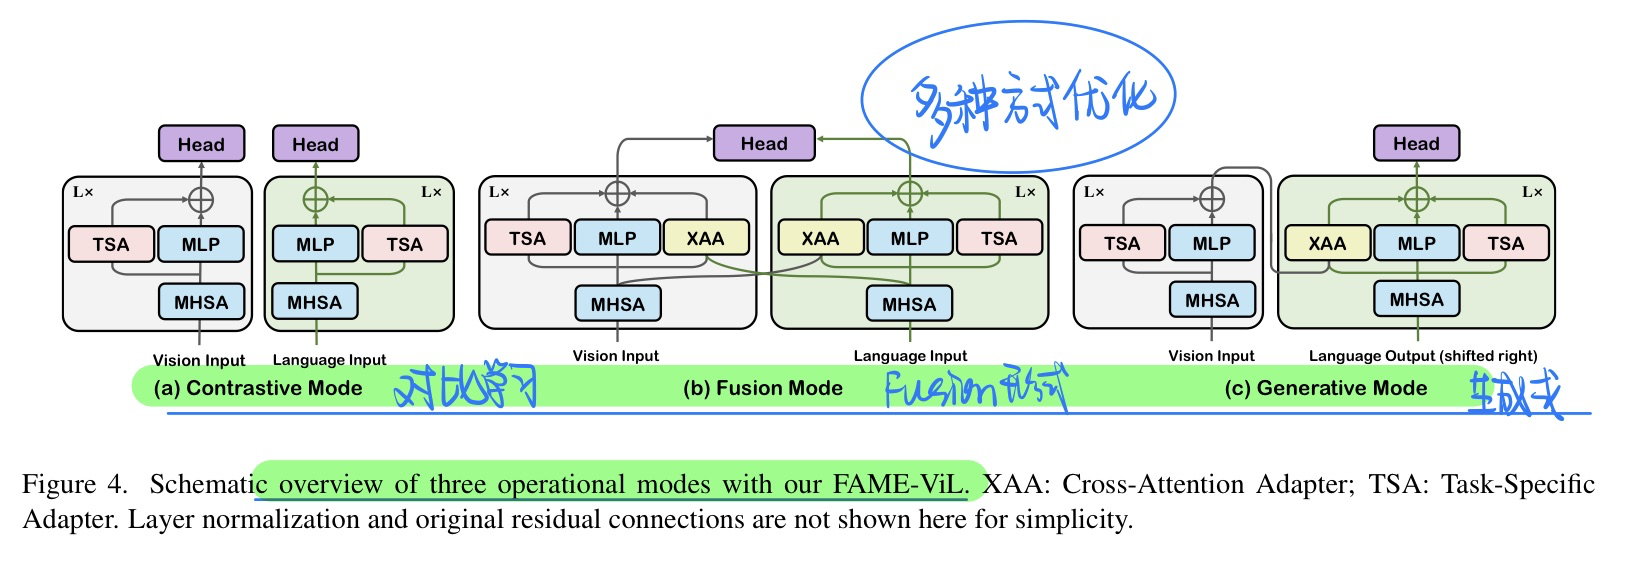 多种方式优化
Head Head Head Head
L× L× L× L× L× L×
TSA MLP MLP TSA TSA MLP XAA XAA MLP TSA TSA MLP XAA MLP TSA
MHSA MHSA MHSA MHSA MHSA MHSA
Vision Input Language Input Vision Input Language Input Vision Input Language Output (shifted right)
(a) Contrastive Mode 对比学习 (b) Fusion Mode Fusion形式 (c) Generative Mode 生成式
Figure 4. Schematic overview of three operational modes with our FAME-ViL. XAA: Cross-Attention Adapter; TSA: Task-Specific
Adapter. Layer normalization and original residual connections are not shown here for simplicity.